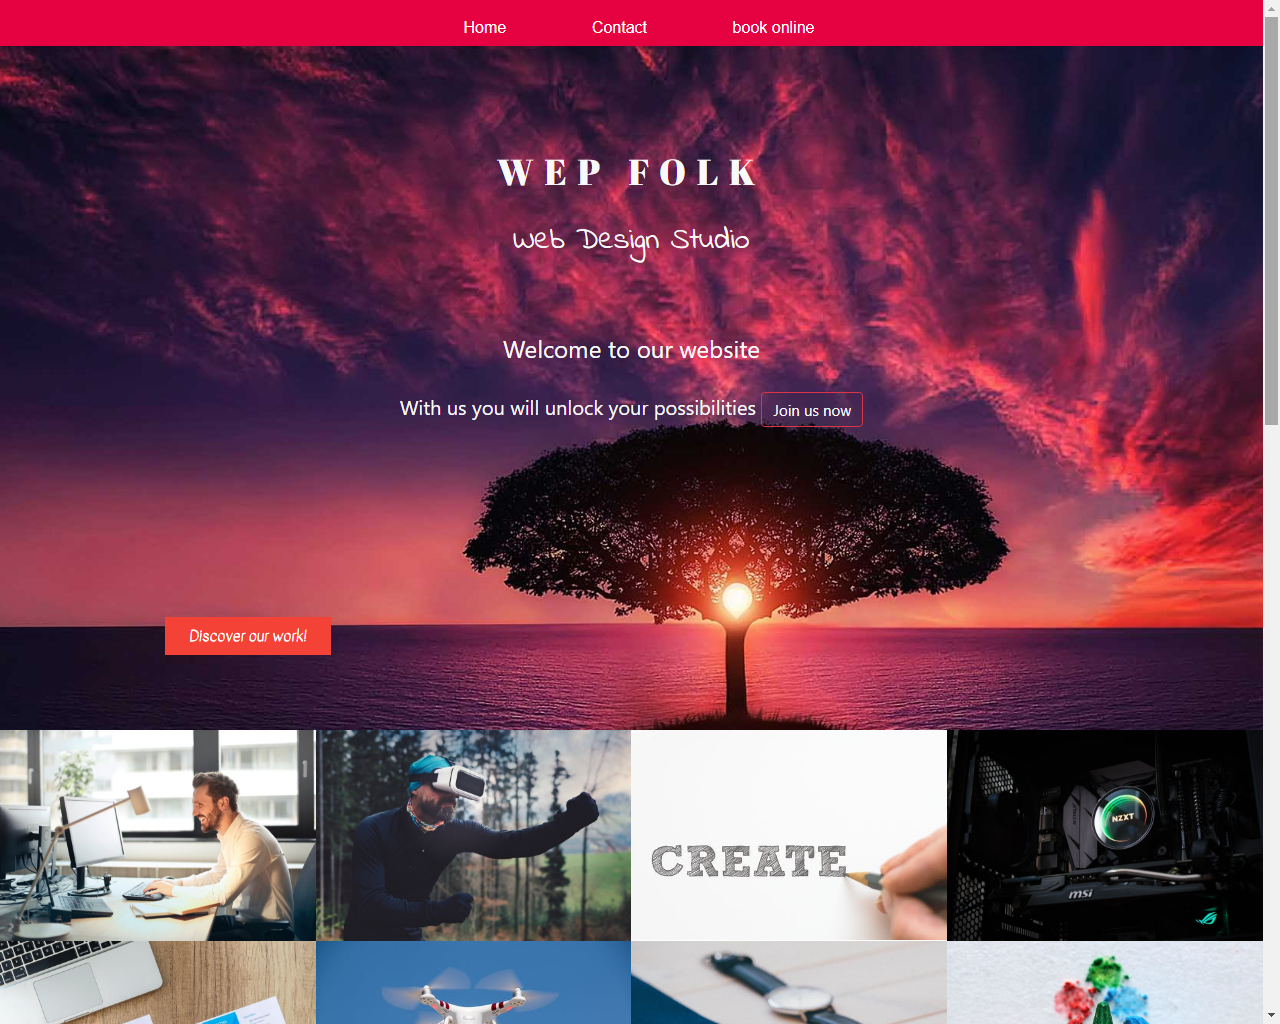 Home Contact book online
WEP FOLK
Web Design Studio
Welcome to our website
With us you will unlock your possibilities Join us now
Discover our work!
CREATE
NZXT
msi